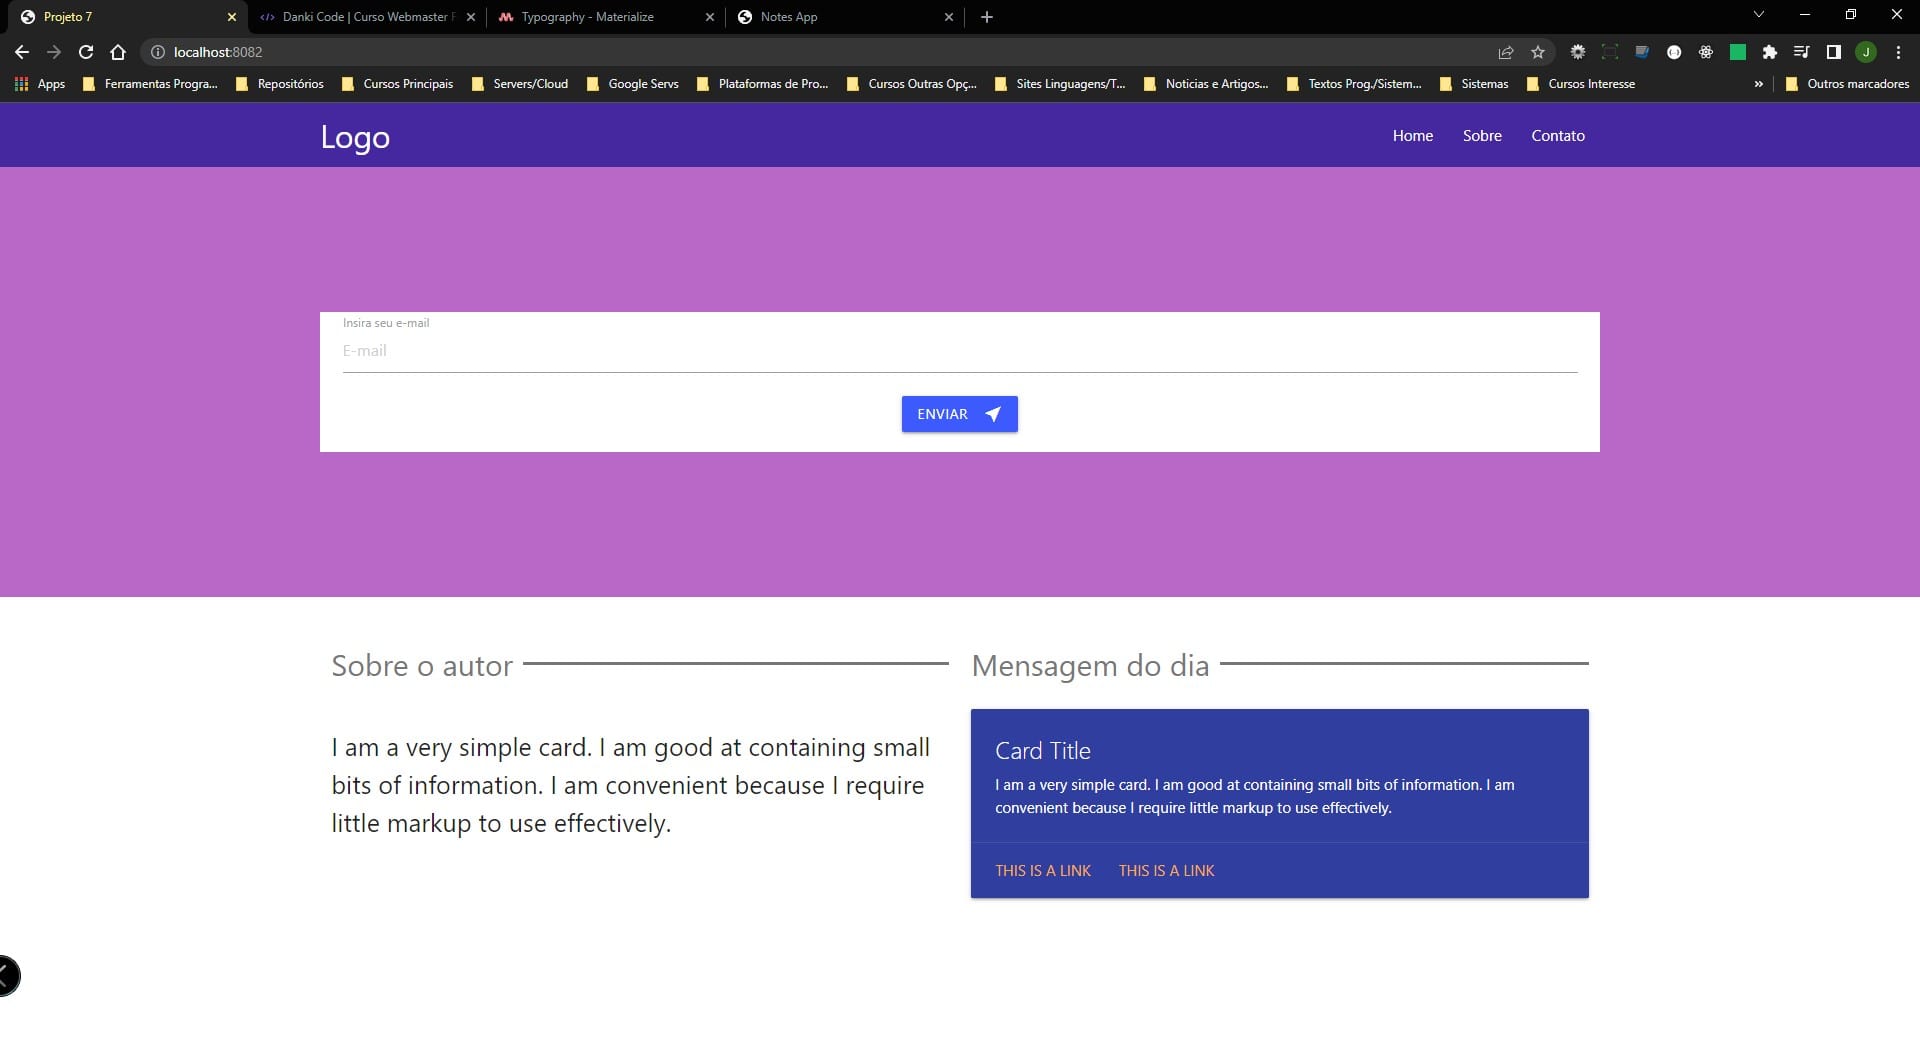 Projeto 7
Danki Code | Curso Webmaster F
Typography - Materialize
Notes App
localhost:8082
J
Apps
Ferramentas Progra...
Repositórios
Cursos Principais
Servers/Cloud
Google Servs
Plataformas de Pro...
Cursos Outras Opç...
Sites Linguagens/T...
Noticias e Artigos...
Textos Prog./Sistem...
Sistemas
Cursos Interesse
»
Outros marcadores
Logo
Home
Sobre
Contato
Insira seu e-mail
E-mail
ENVIAR
Sobre o autor
I am a very simple card. I am good at containing small
bits of information. I am convenient because I require
little markup to use effectively.
Mensagem do dia
Card Title
I am a very simple card. I am good at containing small bits of information. I am
convenient because I require little markup to use effectively.
THIS IS A LINK
THIS IS A LINK